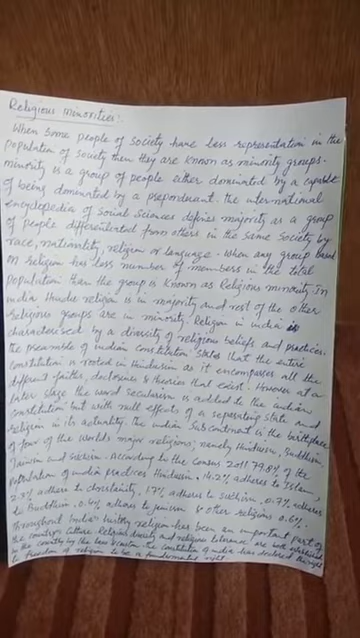 Religious Minorities:
When Some people of Society have less representation in the
population of society then they are known as minority groups.
minority is a group of people either dominated by a capable
of being dominated by a prepondrant. the inter-national
encyclopedia of Social Sciences defines majority as a group
of people differentiated from others in the same Society by
race, nationality, religion or language. When any group based
on religion has less number of members in the total
population than the group is known as Religious minority. In
india Hindu religion is in majority and rest of the other
religious groups are in minority. Religion in india is
characterised by a diversity of religious beliefs and practices.
the preamble of indian Constitution States that the entire
Constitution is rooted in Hinduism as it encompases all the
different faiths, & theories that exist. However at a
later stage the word secularism is added to the indian
Constitution but with null effects of a separating State and
religion in its actuality. the indian Subcontinent is the birthplace
of four of the worlds major religions; namely Hinduism, Buddhism,
Jainism and Sikhism. According to the Census 2011 79.8% of the
population of india practices Hinduism, 14.2% adheres to Islam,
2.3% adhere to christianity, 1.7% adhere to Sikhism, 0.7% adheres
to Buddhism, 0.4% adheres to jainism & other religions 0.6%.
throughout India's history religion has been an important part of
the country's culture. Religious diversity and religious tolerance are both established
in the country by the law & custom. the Constitution of india has declared the right
to freedom of religion to be a fundamental right.